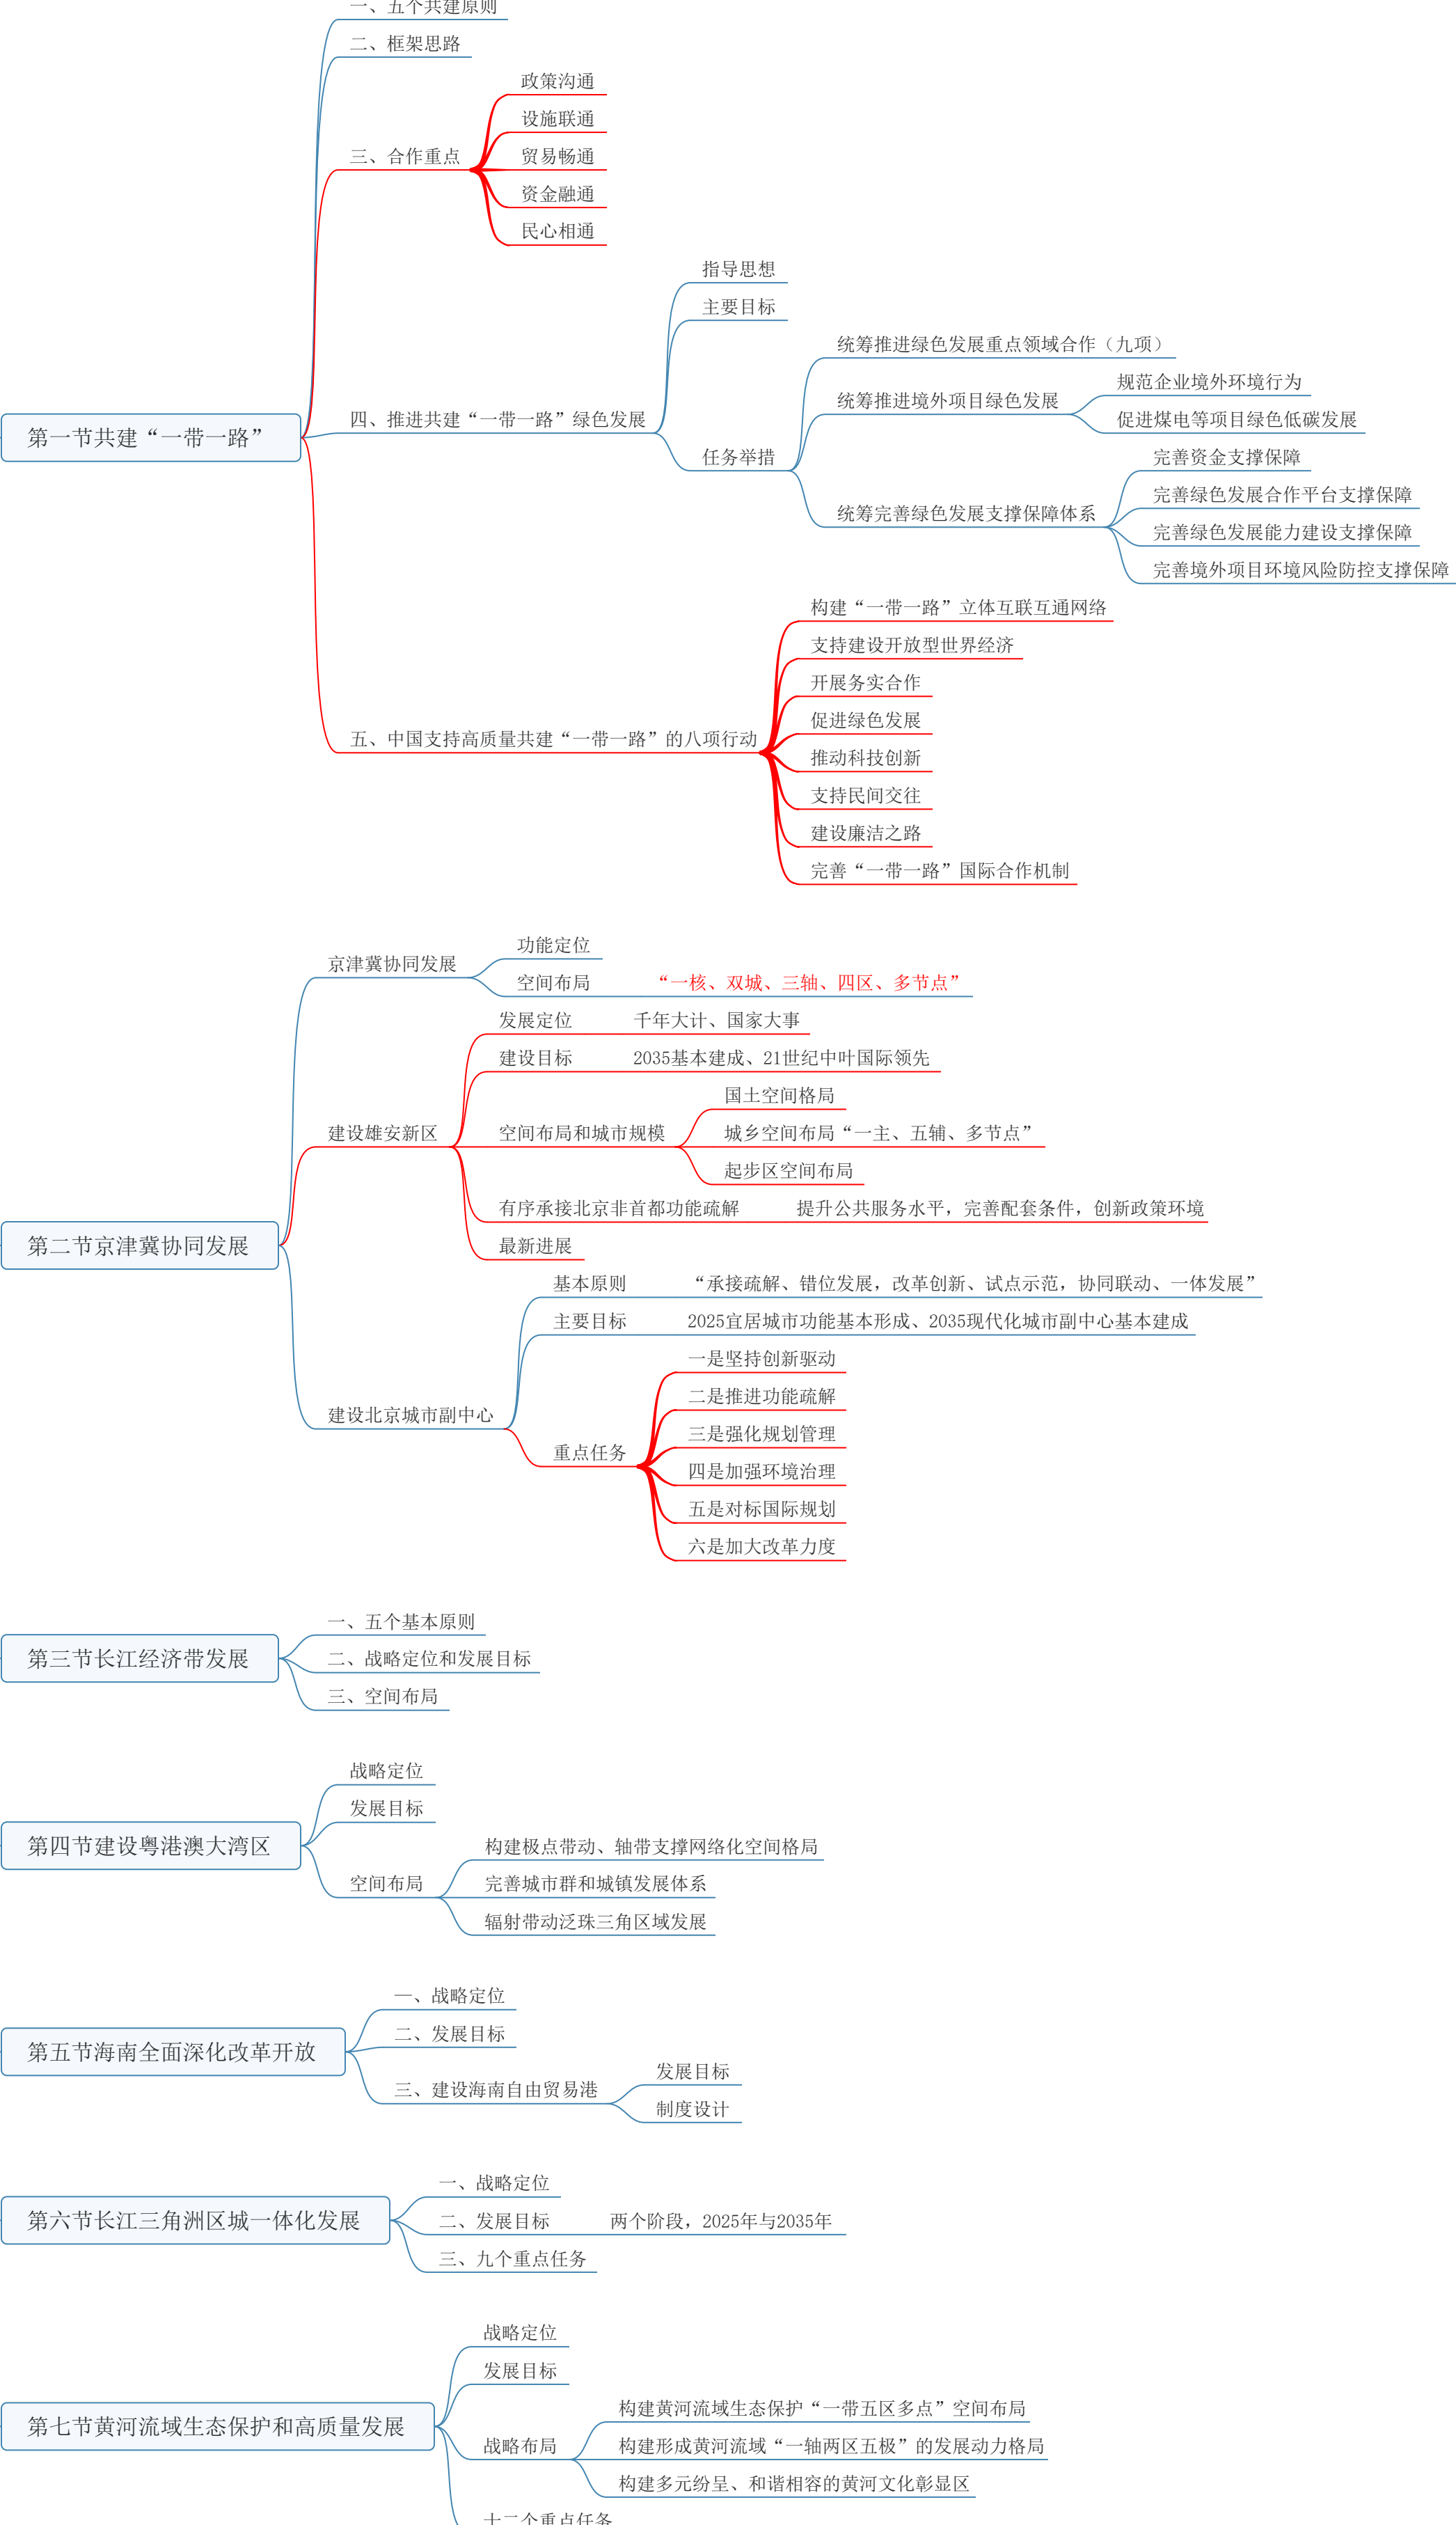 一、五个共建原则
二、框架思路
三、合作重点
政策沟通
设施联通
贸易畅通
资金融通
民心相通
第一节共建“一带一路”
四、推进共建“一带一路”绿色发展
指导思想
主要目标
任务举措
统筹推进绿色发展重点领域合作（九项）
统筹推进境外项目绿色发展
规范企业境外环境行为
促进煤电等项目绿色低碳发展
统筹完善绿色发展支撑保障体系
完善资金支撑保障
完善绿色发展合作平台支撑保障
完善绿色发展能力建设支撑保障
完善境外项目环境风险防控支撑保障
五、中国支持高质量共建“一带一路”的八项行动
构建“一带一路”立体互联互通网络
支持建设开放型世界经济
开展务实合作
促进绿色发展
推动科技创新
支持民间交往
建设廉洁之路
完善“一带一路”国际合作机制
第二节京津冀协同发展
京津冀协同发展
功能定位
空间布局
“一核、双城、三轴、四区、多节点”
建设雄安新区
发展定位
千年大计、国家大事
建设目标
2035基本建成、21世纪中叶国际领先
空间布局和城市规模
国土空间格局
城乡空间布局“一主、五辅、多节点”
起步区空间布局
有序承接北京非首都功能疏解
提升公共服务水平，完善配套条件，创新政策环境
最新进展
建设北京城市副中心
基本原则
“承接疏解、错位发展，改革创新、试点示范，协同联动、一体发展”
主要目标
2025宜居城市功能基本形成、2035现代化城市副中心基本建成
重点任务
一是坚持创新驱动
二是推进功能疏解
三是强化规划管理
四是加强环境治理
五是对标国际规划
六是加大改革力度
第三节长江经济带发展
一、五个基本原则
二、战略定位和发展目标
三、空间布局
第四节建设粤港澳大湾区
战略定位
发展目标
空间布局
构建极点带动、轴带支撑网络化空间格局
完善城市群和城镇发展体系
辐射带动泛珠三角区域发展
第五节海南全面深化改革开放
一、战略定位
二、发展目标
三、建设海南自由贸易港
发展目标
制度设计
第六节长江三角洲区城一体化发展
一、战略定位
二、发展目标
两个阶段，2025年与2035年
三、九个重点任务
第七节黄河流域生态保护和高质量发展
战略定位
发展目标
战略布局
构建黄河流域生态保护“一带五区多点”空间布局
构建形成黄河流域“一轴两区五极”的发展动力格局
构建多元纷呈、和谐相容的黄河文化彰显区
十二个重点任务